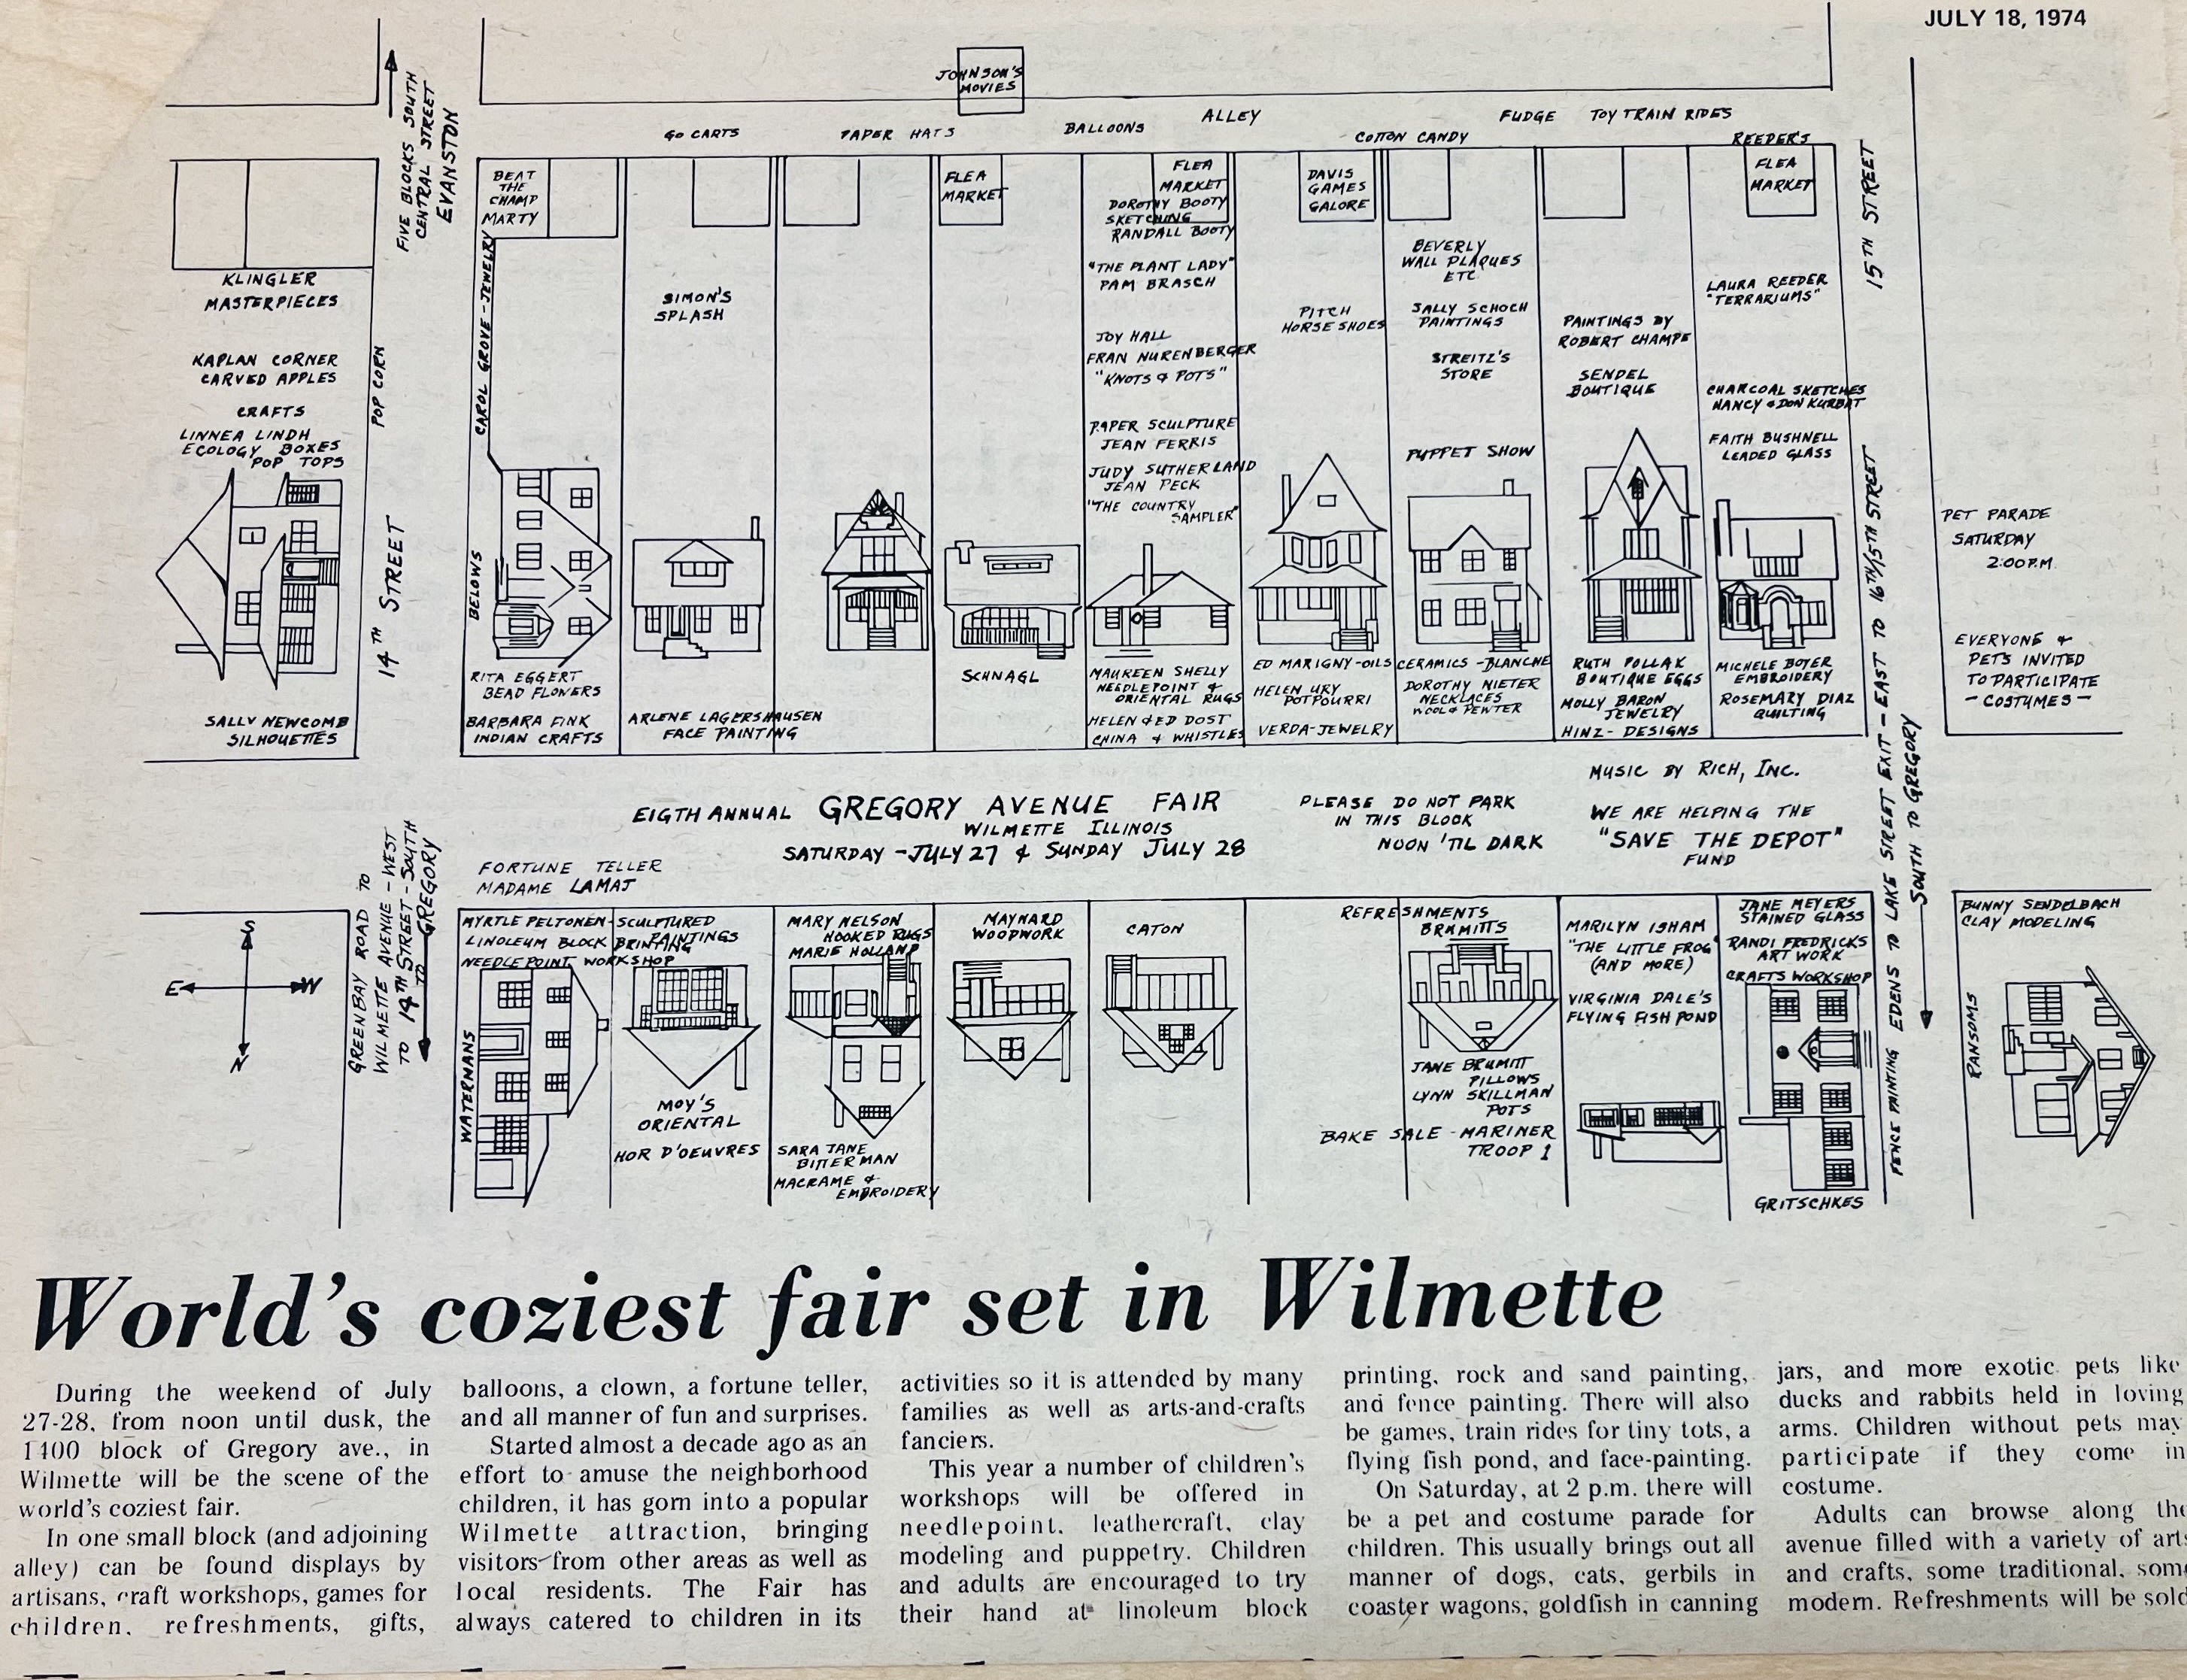 JULY 18, 1974
JOHNSON'S
MOVIES
ALLEY
GO CARTS
PAPER HATS
BALLOONS
COTTON CANDY
FUDGE
TOY TRAIN RIDES
REEPER'S
FLEA
MARKET
FIVE BLOCKS SOUTH
CENTRAL STREET
EVANSTON
BEAT
THE
CHAMP
MARTY
FLEA
MARKET
FLEA
MARKET
DOROTHY BOOTY
SKETCHING
RANDALL BOOTY
DAVIS
GAMES
GALORE
15TH STREET
KLINGLER
MASTERPIECES
KAPLAN CORNER
CARVED APPLES
CRAFTS
LINNEA LINDH
ECOLOGY BOXES
POP TOPS
SALLY NEWCOMB
SILHOUETTES
POP CORN
14TH STREET
CAROL GROVE - JEWELRY
BELOWS
RITA EGGERT
BEAD FLOWERS
BARBARA FINK
INDIAN CRAFTS
SIMON'S
SPLASH
ARLENE LAGERSHAUSEN
FACE PAINTING
SCHNAGL
"THE PLANT LADY"
PAM BRASCH
JOY HALL
FRAN NURENBERGER
"KNOTS & POTS"
PAPER SCULPTURE
JEAN FERRIS
JUDY SUTHERLAND
JEAN PECK
"THE COUNTRY
SAMPLER"
MAUREEN SHELLY
NEEDLEPOINT &
ORIENTAL RUGS
HELEN & ED DOST
CHINA & WHISTLES
PITCH
HORSE SHOES
ED MARIGNY-OILS
HELEN URY
POTPOURRI
VERDA-JEWELRY
BEVERLY
WALL PLAQUES
ETC
SALLY SCHOCH
PAINTINGS
STREITZ'S
STORE
PUPPET SHOW
CERAMICS - BLANCHE
DOROTHY NIETER
NECKLACES
WOOL & PEWTER
PAINTINGS BY
ROBERT CHAMPE
SENDEL
BOUTIQUE
RUTH POLLAK
BOUTIQUE EGGS
MOLLY BARON
JEWELRY
HINZ- DESIGNS
LAURA REEDER
"TERRARIUMS"
CHARCOAL SKETCHES
NANCY & DON KURBAT
FAITH BUSHNELL
LEADED GLASS
MICHELE BOYER
EMBROIDERY
ROSEMARY DIAZ
QUILTING
PET PARADE
SATURDAY
2:00 P.M.
EVERYONE &
PETS INVITED
TO PARTICIPATE
- COSTUMES -
EDENS TO LAKE STREET EXIT - EAST TO 16TH/15TH STREET
SOUTH TO GREGORY
EIGTH ANNUAL GREGORY AVENUE FAIR
WILMETTE ILLINOIS
SATURDAY - JULY 27 & SUNDAY JULY 28
PLEASE DO NOT PARK
IN THIS BLOCK
NOON 'TIL DARK
MUSIC BY RICH, INC.
WE ARE HELPING THE
"SAVE THE DEPOT"
FUND
FORTUNE TELLER
MADAME LAMAJ
S
E W
N
GREENBAY ROAD TO
WILMETTE AVENUE - WEST
TO 14TH STREET - SOUTH
TO GREGORY
MYRTLE PELTONEN - SCULPTURED
PAINTINGS
LINOLEUM BLOCK PRINTING
NEEDLEPOINT WORKSHOP
WATERMANS
MOY'S
ORIENTAL
HOR D'OEUVRES
MARY NELSON
HOOKED RUGS
MARIE HOLLAND
SARA JANE
BITTERMAN
MACRAME &
EMBROIDERY
MAYNARD
WOODWORK
CATON
REFRESHMENTS
BRUMITTS
JANE BRUMITT
PILLOWS
LYNN SKILLMAN
POTS
BAKE SALE - MARINER
TROOP 1
MARILYN ISHAM
"THE LITTLE FROG"
(AND MORE)
VIRGINIA DALE'S
FLYING FISH POND
JANE MEYERS
STAINED GLASS
RANDI FREDRICKS
ART WORK
CRAFTS WORKSHOP
GRITSCHKES
FENCE PAINTING
BUNNY SENDELBACH
CLAY MODELING
RANSOMS
World's coziest fair set in Wilmette
During the weekend of July
27-28, from noon until dusk, the
1400 block of Gregory ave., in
Wilmette will be the scene of the
world's coziest fair.
In one small block (and adjoining
alley) can be found displays by
artisans, craft workshops, games for
children, refreshments, gifts,
balloons, a clown, a fortune teller,
and all manner of fun and surprises.
Started almost a decade ago as an
effort to amuse the neighborhood
children, it has gorn into a popular
Wilmette attraction, bringing
visitors from other areas as well as
local residents. The Fair has
always catered to children in its
activities so it is attended by many
families as well as arts-and-crafts
fanciers.
This year a number of children's
workshops will be offered in
needlepoint, leathercraft, clay
modeling and puppetry. Children
and adults are encouraged to try
their hand at linoleum block
printing, rock and sand painting,
and fence painting. There will also
be games, train rides for tiny tots, a
flying fish pond, and face-painting.
On Saturday, at 2 p.m. there will
be a pet and costume parade for
children. This usually brings out all
manner of dogs, cats, gerbils in
coaster wagons, goldfish in canning
jars, and more exotic pets like
ducks and rabbits held in loving
arms. Children without pets may
participate if they come in
costume.
Adults can browse along the
avenue filled with a variety of arts
and crafts, some traditional, some
modern. Refreshments will be sold